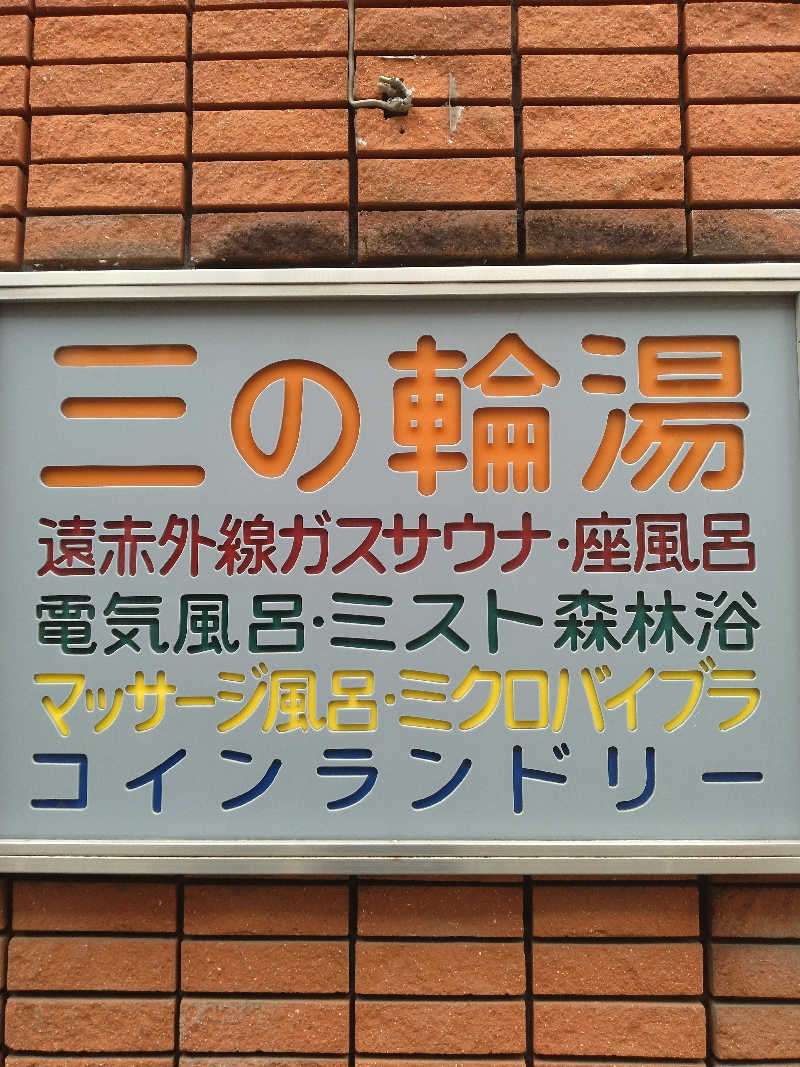 三の輪湯
遠赤外線ガスサウナ・座風呂
電気風呂・ミスト森林浴
マッサージ風呂・ミクロバイブラ
コインランドリー